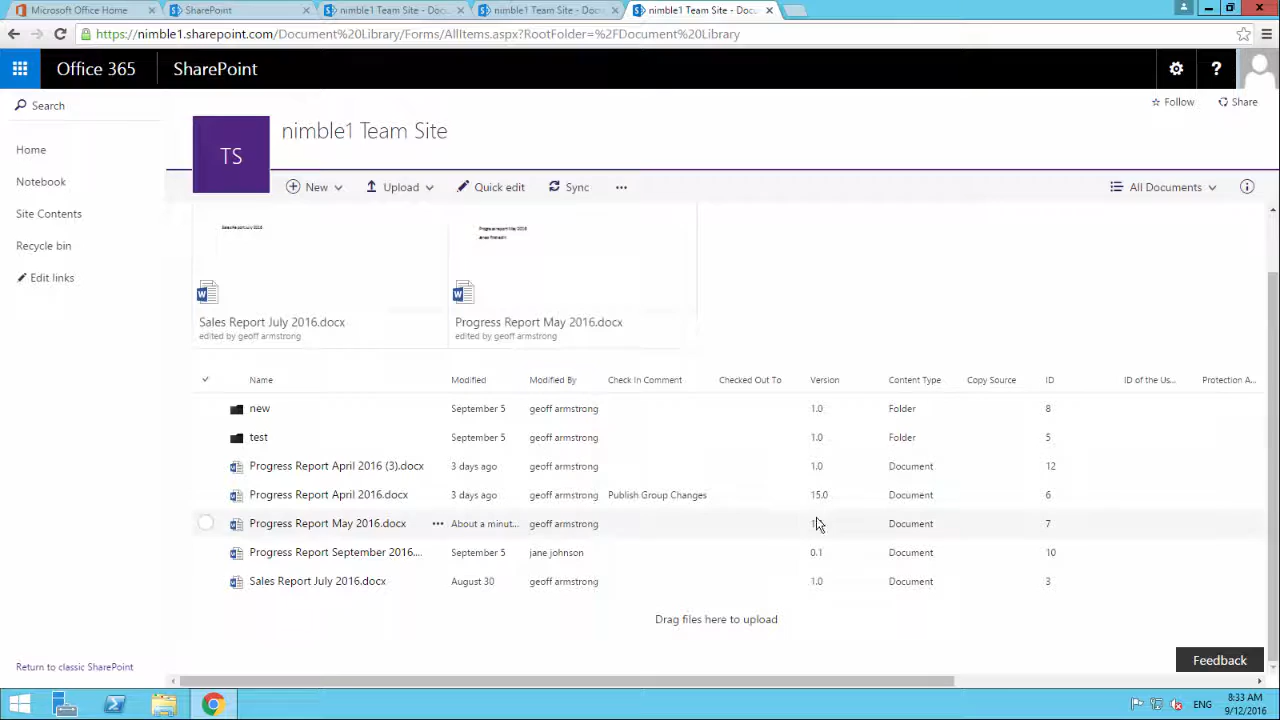 Microsoft Office Home
SharePoint
nimble1 Team Site - Doc
nimble1 Team Site - Docu
nimble1 Team Site - Doc
https://nimble1.sharepoint.com/Document%20Library/Forms/AllItems.aspx?RootFolder=%2FDocument%20Library
Office 365 SharePoint ?
Search
Follow Share
TS nimble1 Team Site
Home
Notebook
Site Contents
Recycle bin
Edit links
New Upload Quick edit Sync ... All Documents
Sales Report July 2016
Progress report May 2016
Sales Report July 2016.docx
edited by geoff armstrong
Progress Report May 2016.docx
edited by geoff armstrong
Name Modified Modified By Check In Comment Checked Out To Version Content Type Copy Source ID ID of the Us... Protection A...
new September 5 geoff armstrong 1.0 Folder 8
test September 5 geoff armstrong 1.0 Folder 5
Progress Report April 2016 (3).docx 3 days ago geoff armstrong 1.0 Document 12
Progress Report April 2016.docx 3 days ago geoff armstrong Publish Group Changes 15.0 Document 6
Progress Report May 2016.docx ... About a minut... geoff armstrong Document 7
Progress Report September 2016.... September 5 jane johnson 0.1 Document 10
Sales Report July 2016.docx August 30 geoff armstrong 1.0 Document 3
Drag files here to upload
Return to classic SharePoint
Feedback
ENG
8:33 AM
9/12/2016